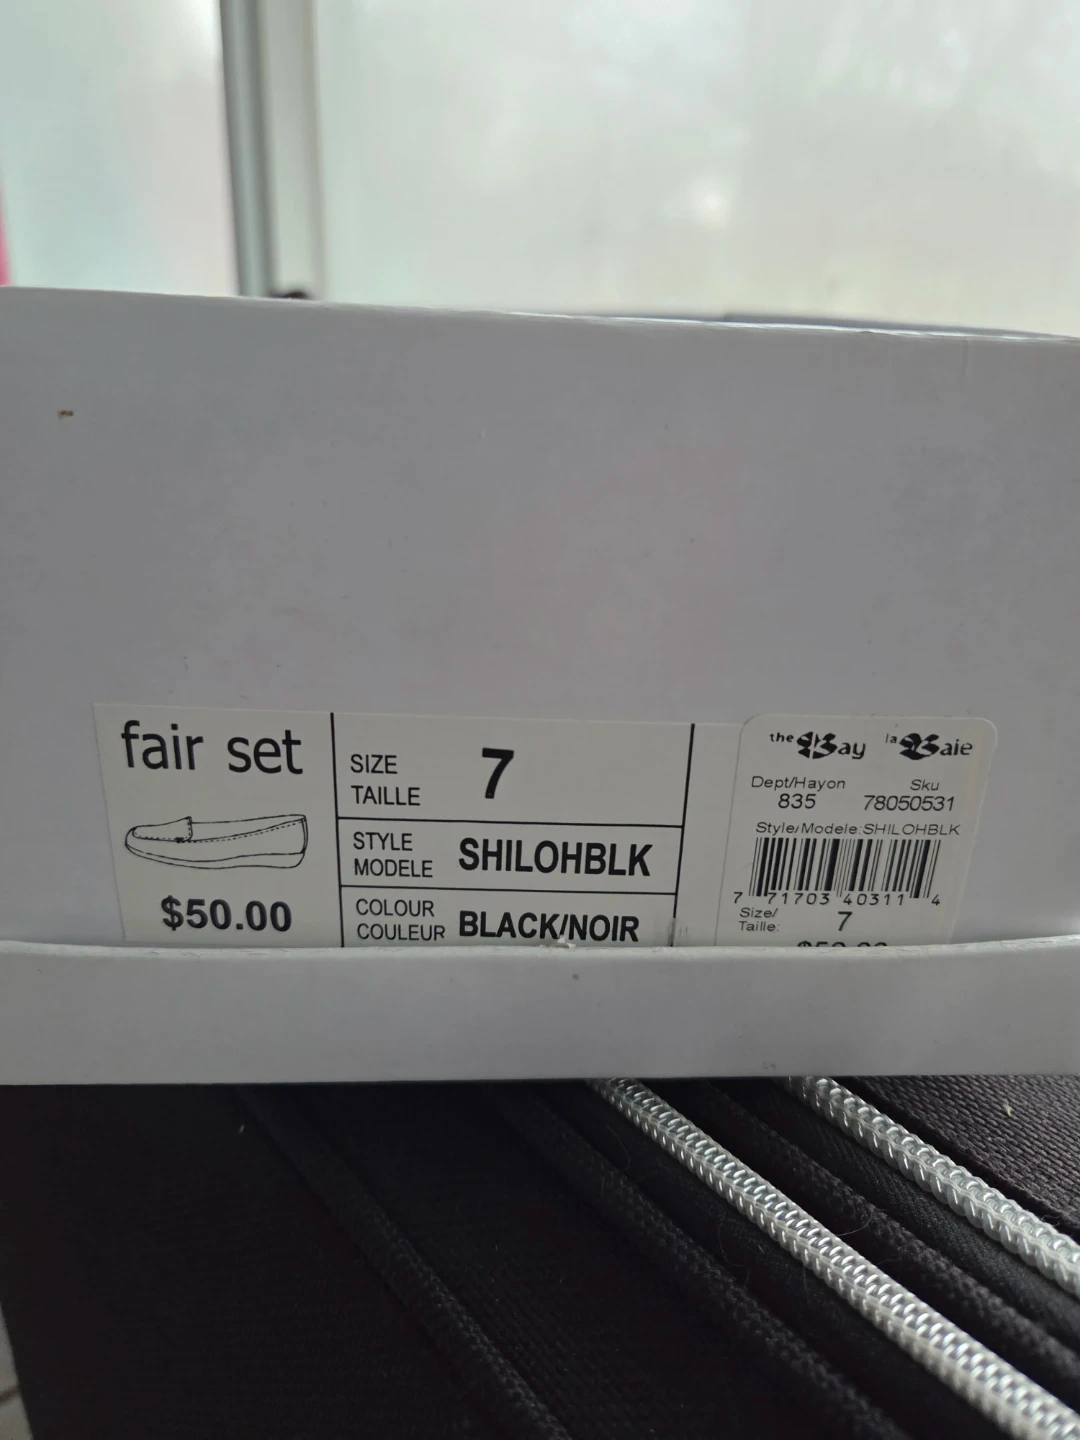 fair set
$50.00
SIZE
TAILLE
7
STYLE
MODELE
SHILOHBLK
COLOUR
COULEUR
BLACK/NOIR
the Bay la Baie
Dept/Hayon Sku
835 78050531
Style/Modele:SHILOHBLK
7 71703 40311 4
Size/
Taille:
7